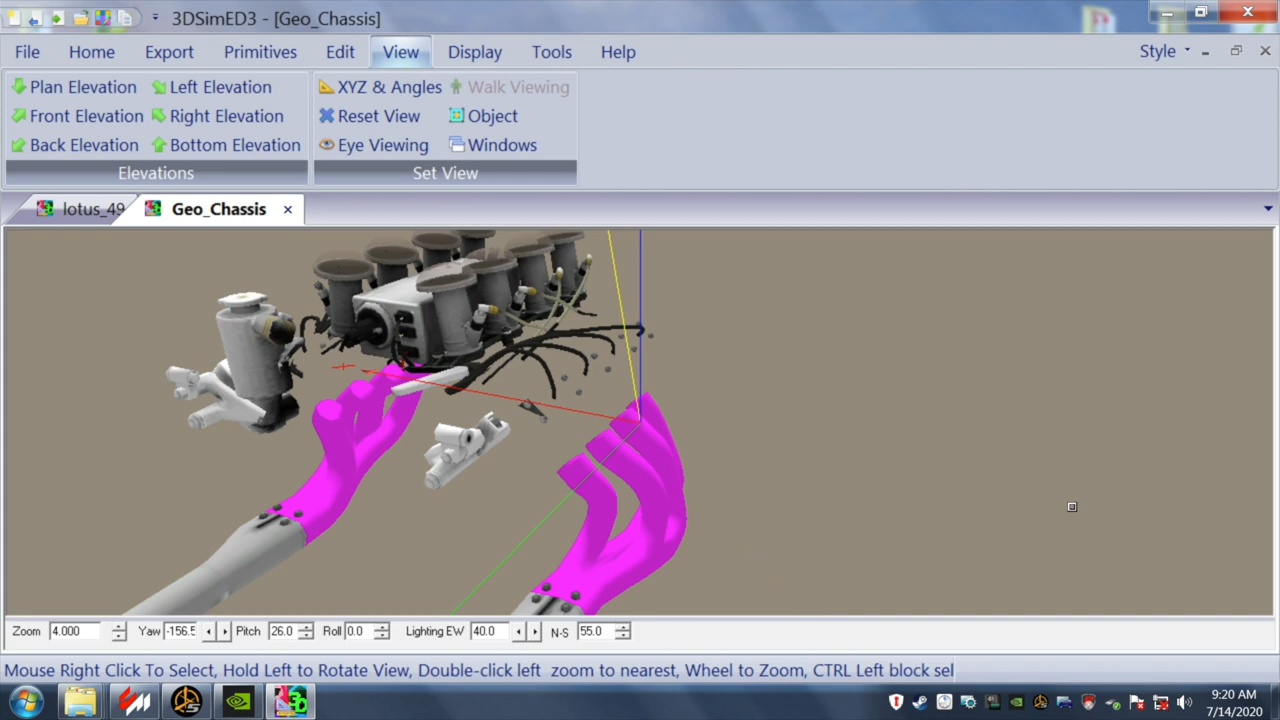 3DSimED3 - [Geo_Chassis]
File Home Export Primitives Edit View Display Tools Help Style
Plan Elevation Left Elevation XYZ & Angles Walk Viewing
Front Elevation Right Elevation Reset View Object
Back Elevation Bottom Elevation Eye Viewing Windows
Elevations Set View
lotus_49 Geo_Chassis
Zoom 4.000 Yaw -156.5 Pitch 26.0 Roll 0.0 Lighting EW 40.0 N-S 55.0
Mouse Right Click To Select, Hold Left to Rotate View, Double-click left zoom to nearest, Wheel to Zoom, CTRL Left block sel
9:20 AM
7/14/2020